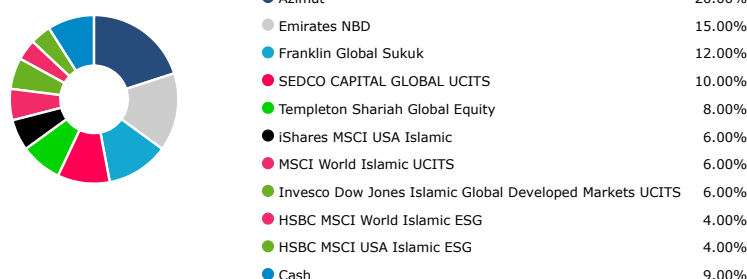 Azimut 20.00%
Emirates NBD 15.00%
Franklin Global Sukuk 12.00%
SEDCO CAPITAL GLOBAL UCITS 10.00%
Templeton Shariah Global Equity 8.00%
iShares MSCI USA Islamic 6.00%
MSCI World Islamic UCITS 6.00%
Invesco Dow Jones Islamic Global Developed Markets UCITS 6.00%
HSBC MSCI World Islamic ESG 4.00%
HSBC MSCI USA Islamic ESG 4.00%
Cash 9.00%